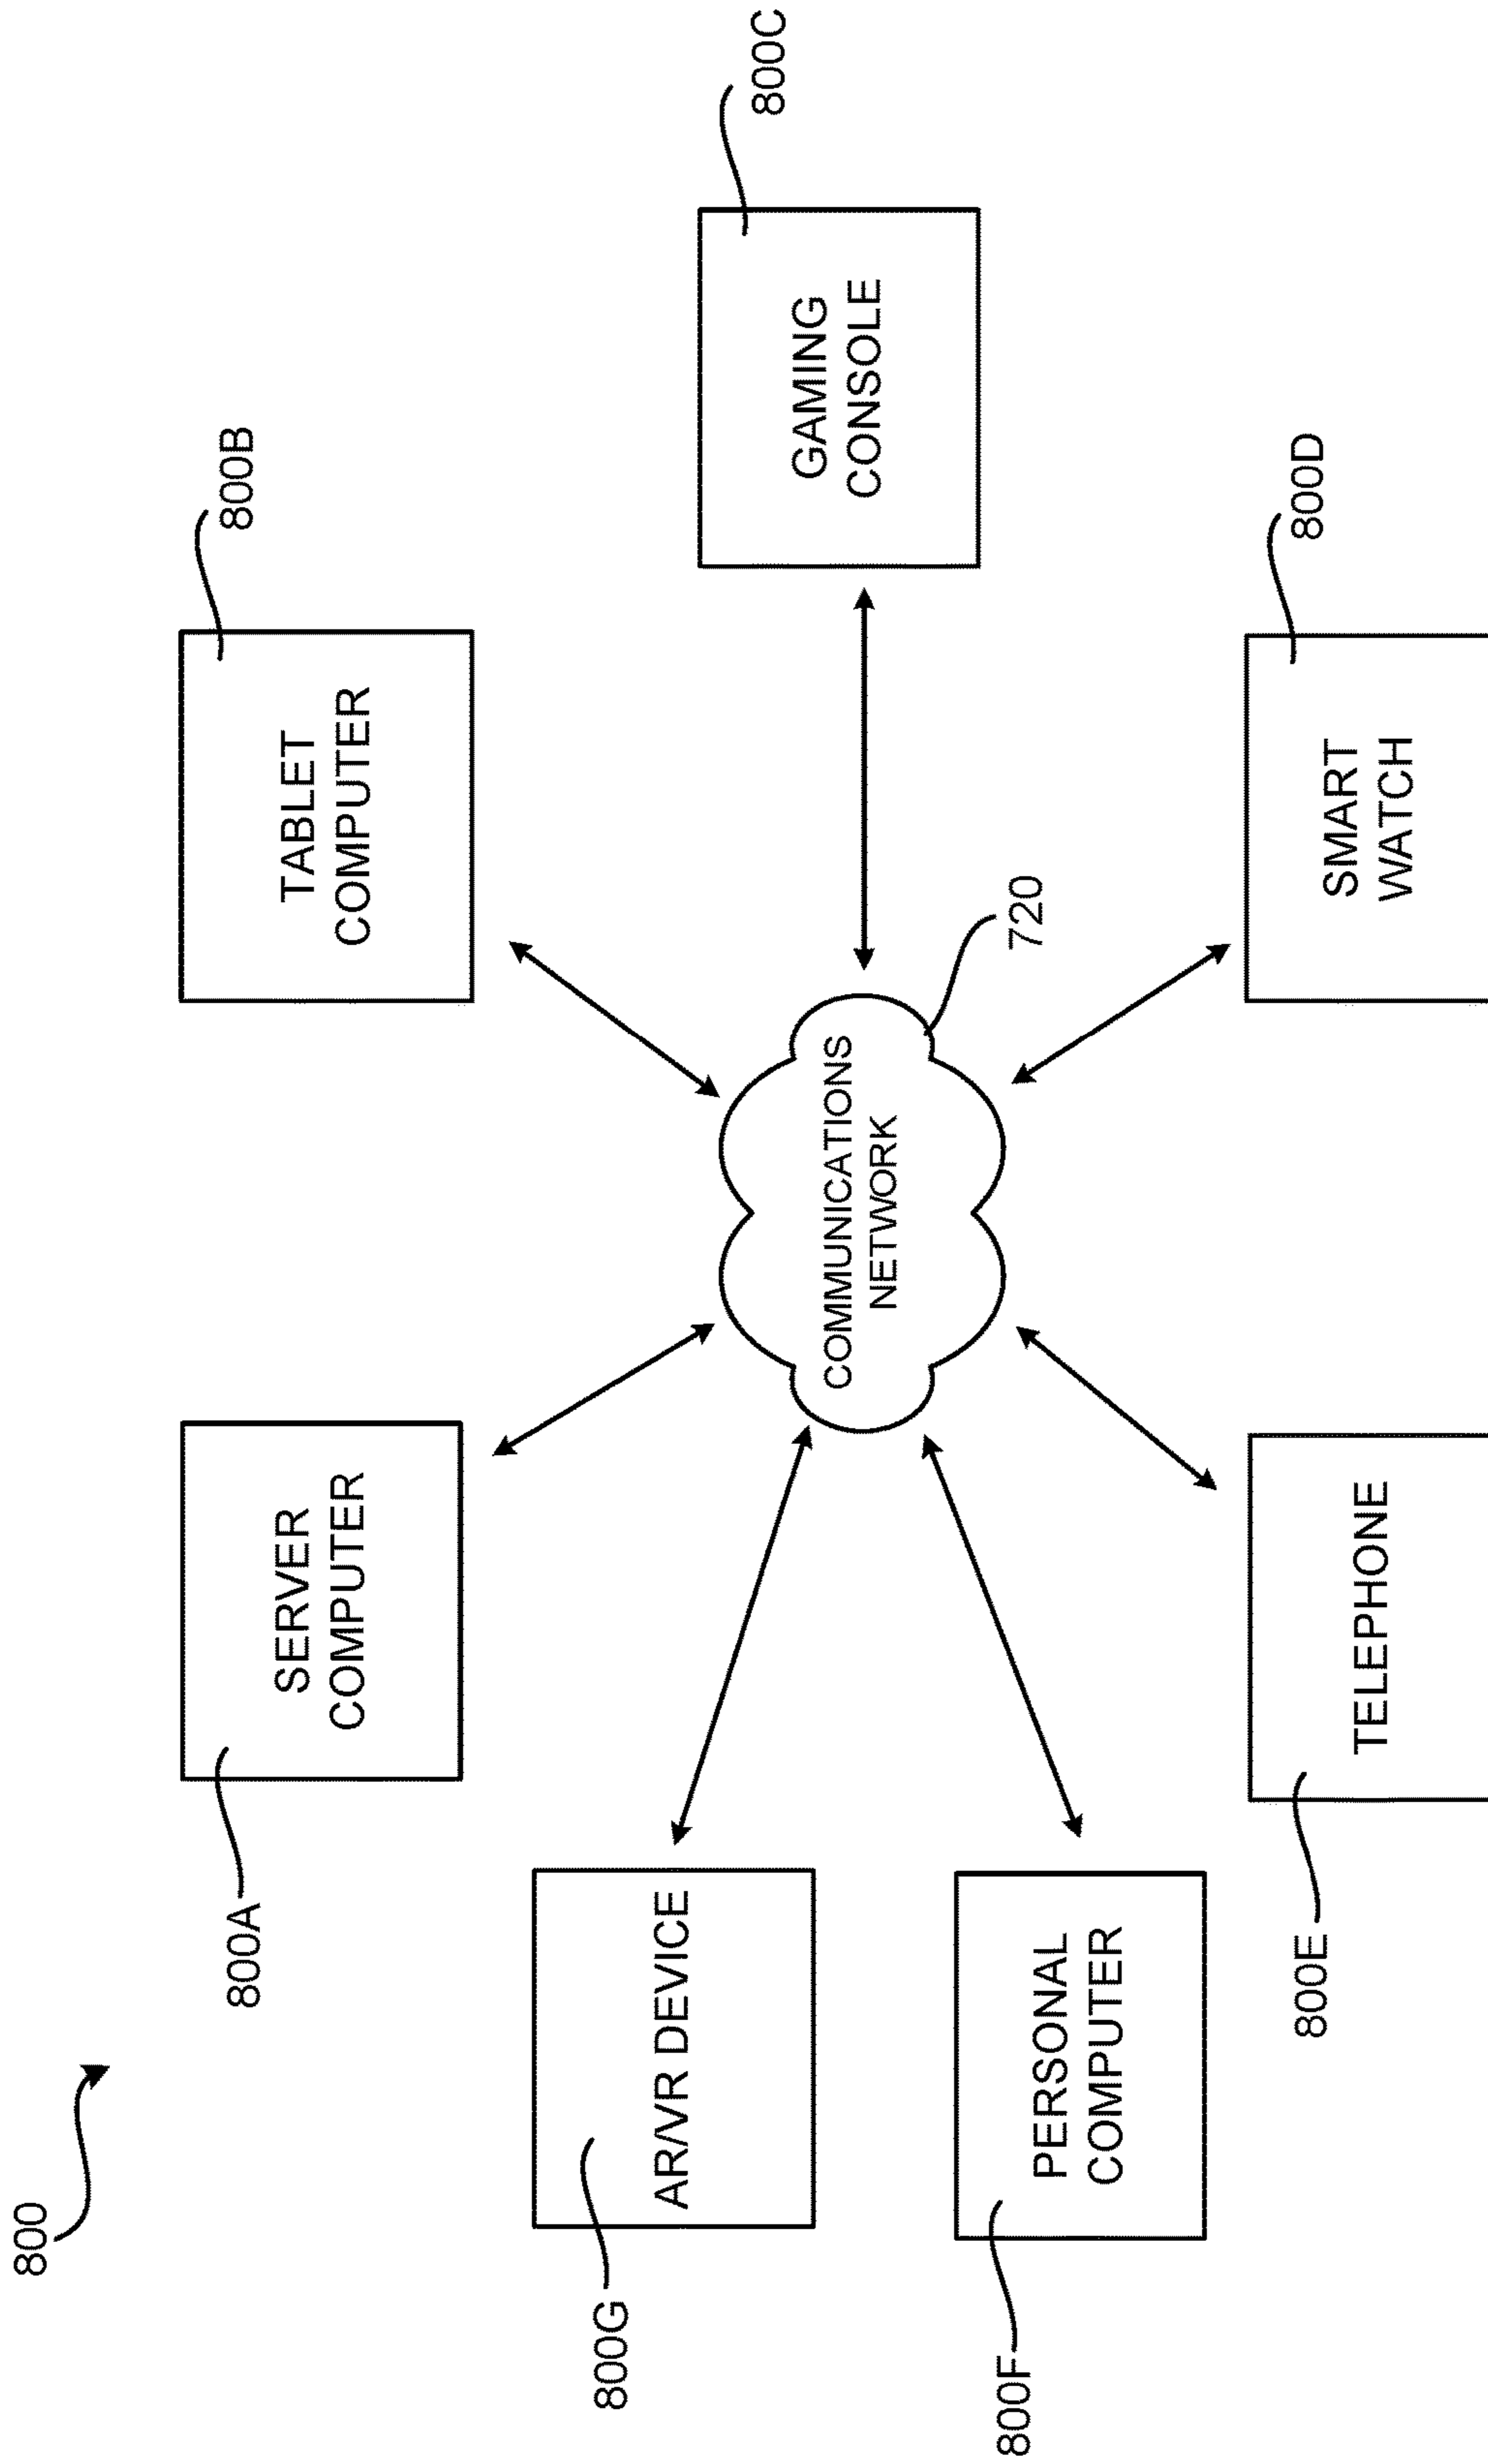 800
800A
SERVER
COMPUTER
TABLET
COMPUTER
800B
800G
AR/VR DEVICE
COMMUNICATIONS
NETWORK
720
GAMING
CONSOLE
800C
800F
PERSONAL
COMPUTER
800E
TELEPHONE
SMART
WATCH
800D